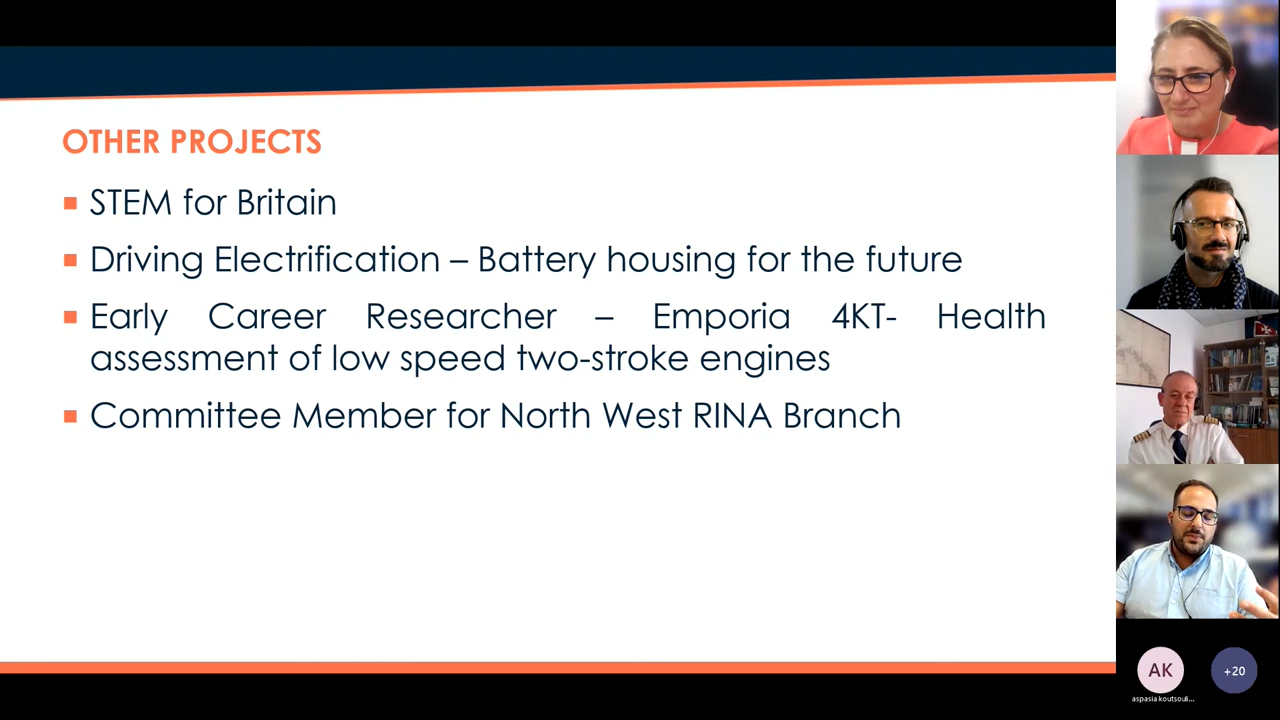 OTHER PROJECTS
STEM for Britain
Driving Electrification – Battery housing for the future
Early Career Researcher – Emporia 4KT- Health
assessment of low speed two-stroke engines
Committee Member for North West RINA Branch
AK
+20
aspasia koutsouli...